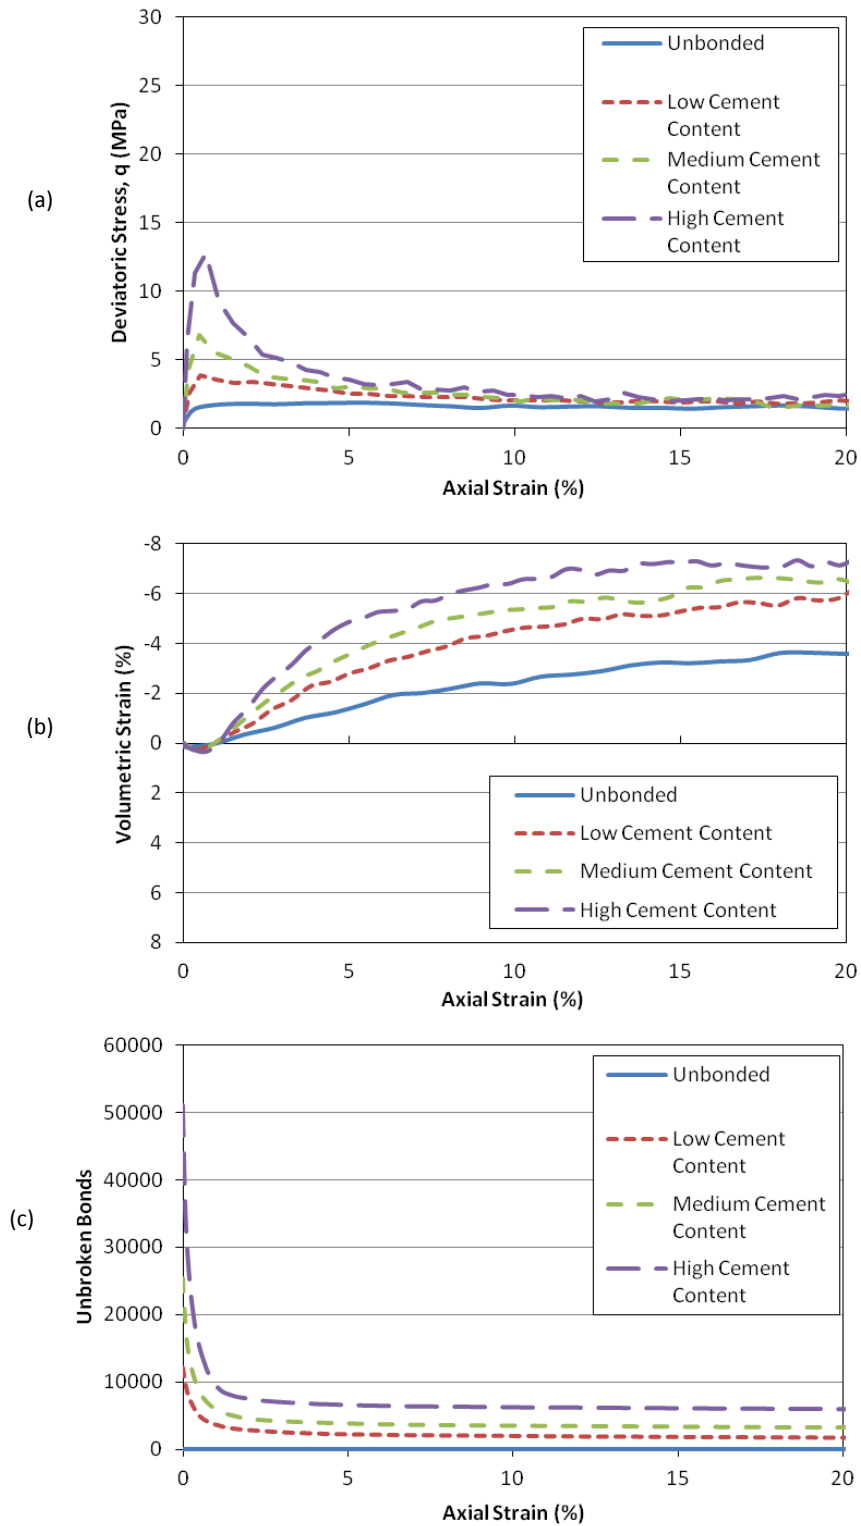 (a)
Deviatoric Stress, q (MPa)
30
25
20
15
10
5
0
Unbonded
Low Cement
Content
Medium Cement
Content
High Cement
Content
0 5 10 15 20
Axial Strain (%)
(b)
Volumetric Strain (%)
-8
-6
-4
-2
0
2
4
6
8
Unbonded
Low Cement Content
Medium Cement Content
High Cement Content
0 5 10 15 20
Axial Strain (%)
(c)
Unbroken Bonds
60000
50000
40000
30000
20000
10000
0
Unbonded
Low Cement
Content
Medium Cement
Content
High Cement
Content
0 5 10 15 20
Axial Strain (%)